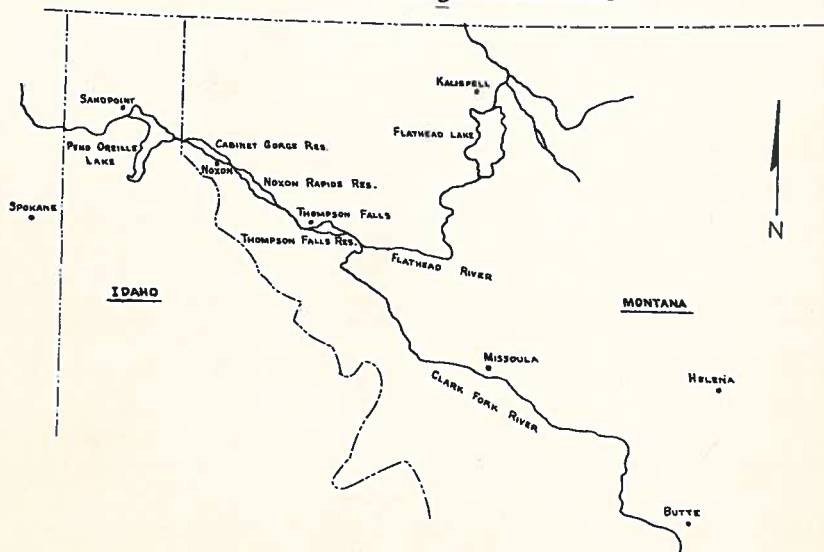 KALISPELL
SANDPOINT
FLATHEAD LAKE
CABINET GORGE RES.
PEND OREILLE
LAKE
NOXON
NOXON RAPIDS RES.
SPOKANE
THOMPSON FALLS
N
THOMPSON FALLS RES.
FLATHEAD RIVER
IDAHO
MONTANA
MISSOULA
HELENA
CLARK FORK RIVER
BUTTE